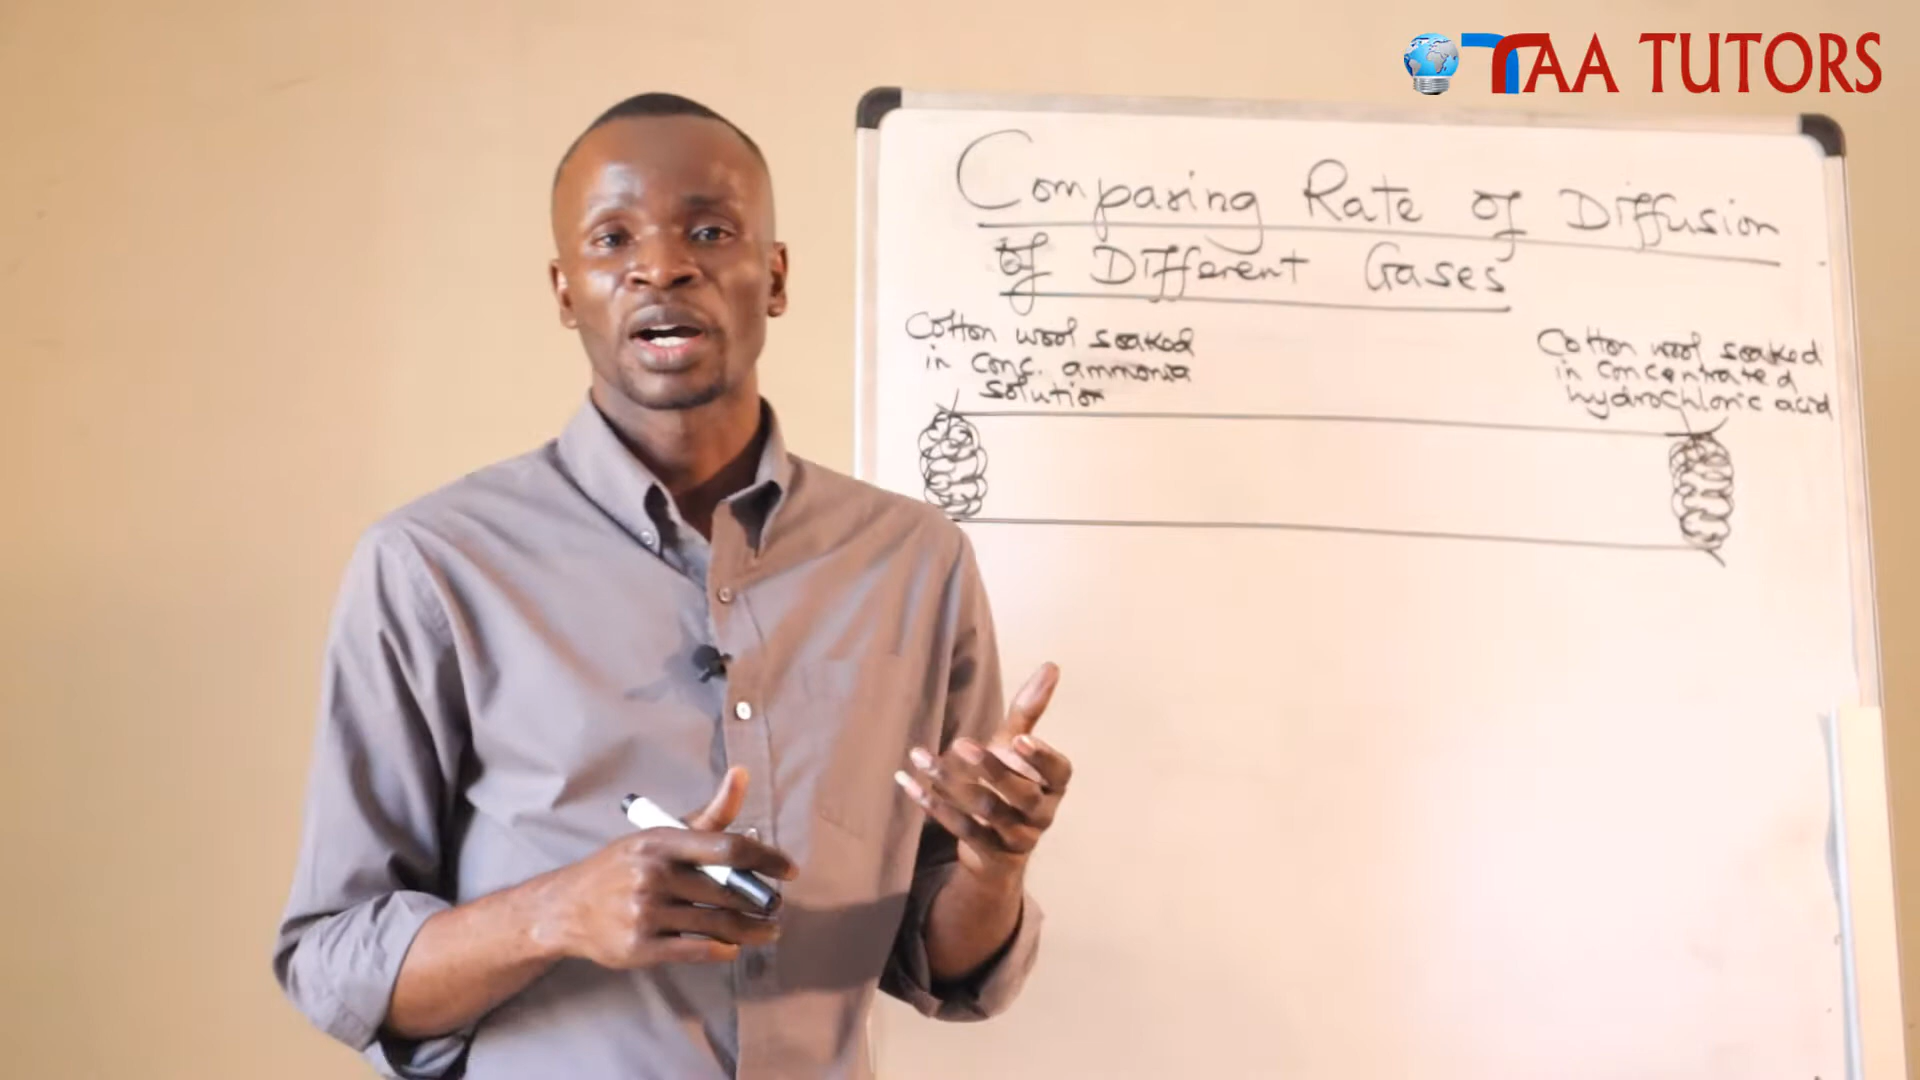 TAA TUTORS
Comparing Rate of Diffusion
of Different Gases
Cotton wool soaked
in conc. ammonia
solution
Cotton wool soaked
in concentrated
hydrochloric acid